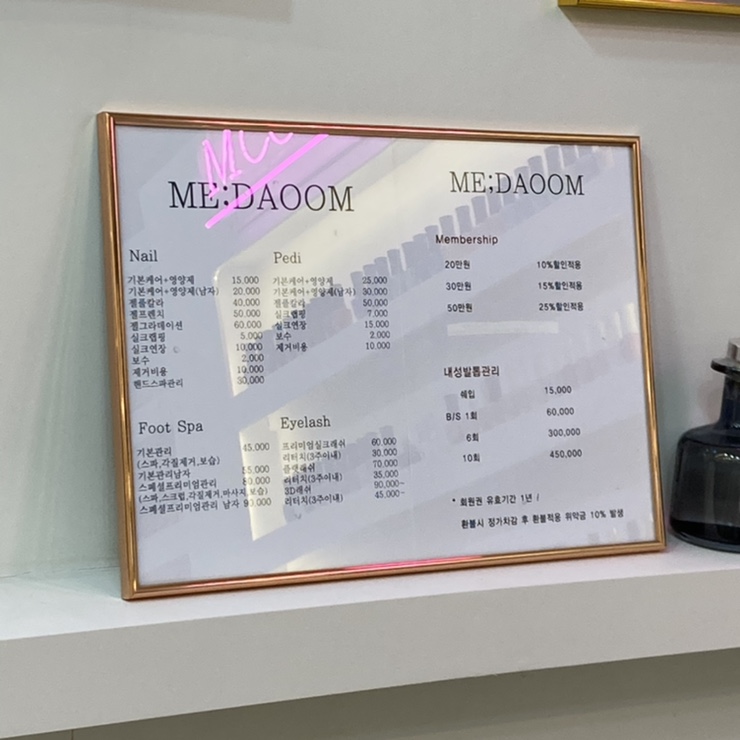 ME:DAOOM
Nail
기본케어+영양제 15,000
기본케어+영양제(남자) 20,000
젤풀칼라 40,000
젤프렌치 50,000
젤그라데이션 60,000
실크랩핑 5,000
실크연장 10,000
보수 2,000
제거비용 10,000
핸드스파관리 30,000
Pedi
기본케어+영양제 25,000
기본케어+영양제(남자) 30,000
젤풀칼라 50,000
실크랩핑 7,000
실크연장 15,000
보수 2,000
제거비용 10,000
Foot Spa
기본관리 45,000
(스파,각질제거,보습)
기본관리남자 55,000
스페셜프리미엄관리 80,000
(스파,스크럽,각질제거,마사지,보습)
스페셜프리미엄관리 남자 90,000
Eyelash
프리미엄실크래쉬 60,000
리터치(3주이내) 30,000
플랫래쉬 70,000
리터치(3주이내) 35,000
3D래쉬 90,000~
리터치(3주이내) 45,000~
ME;DAOOM
Membership
20만원 10%할인적용
30만원 15%할인적용
50만원 25%할인적용
내성발톱관리
쉐입 15,000
B/S 1회 60,000
6회 300,000
10회 450,000
* 회원권 유효기간 1년 /
환불시 정가차감 후 환불적용 위약금 10% 발생